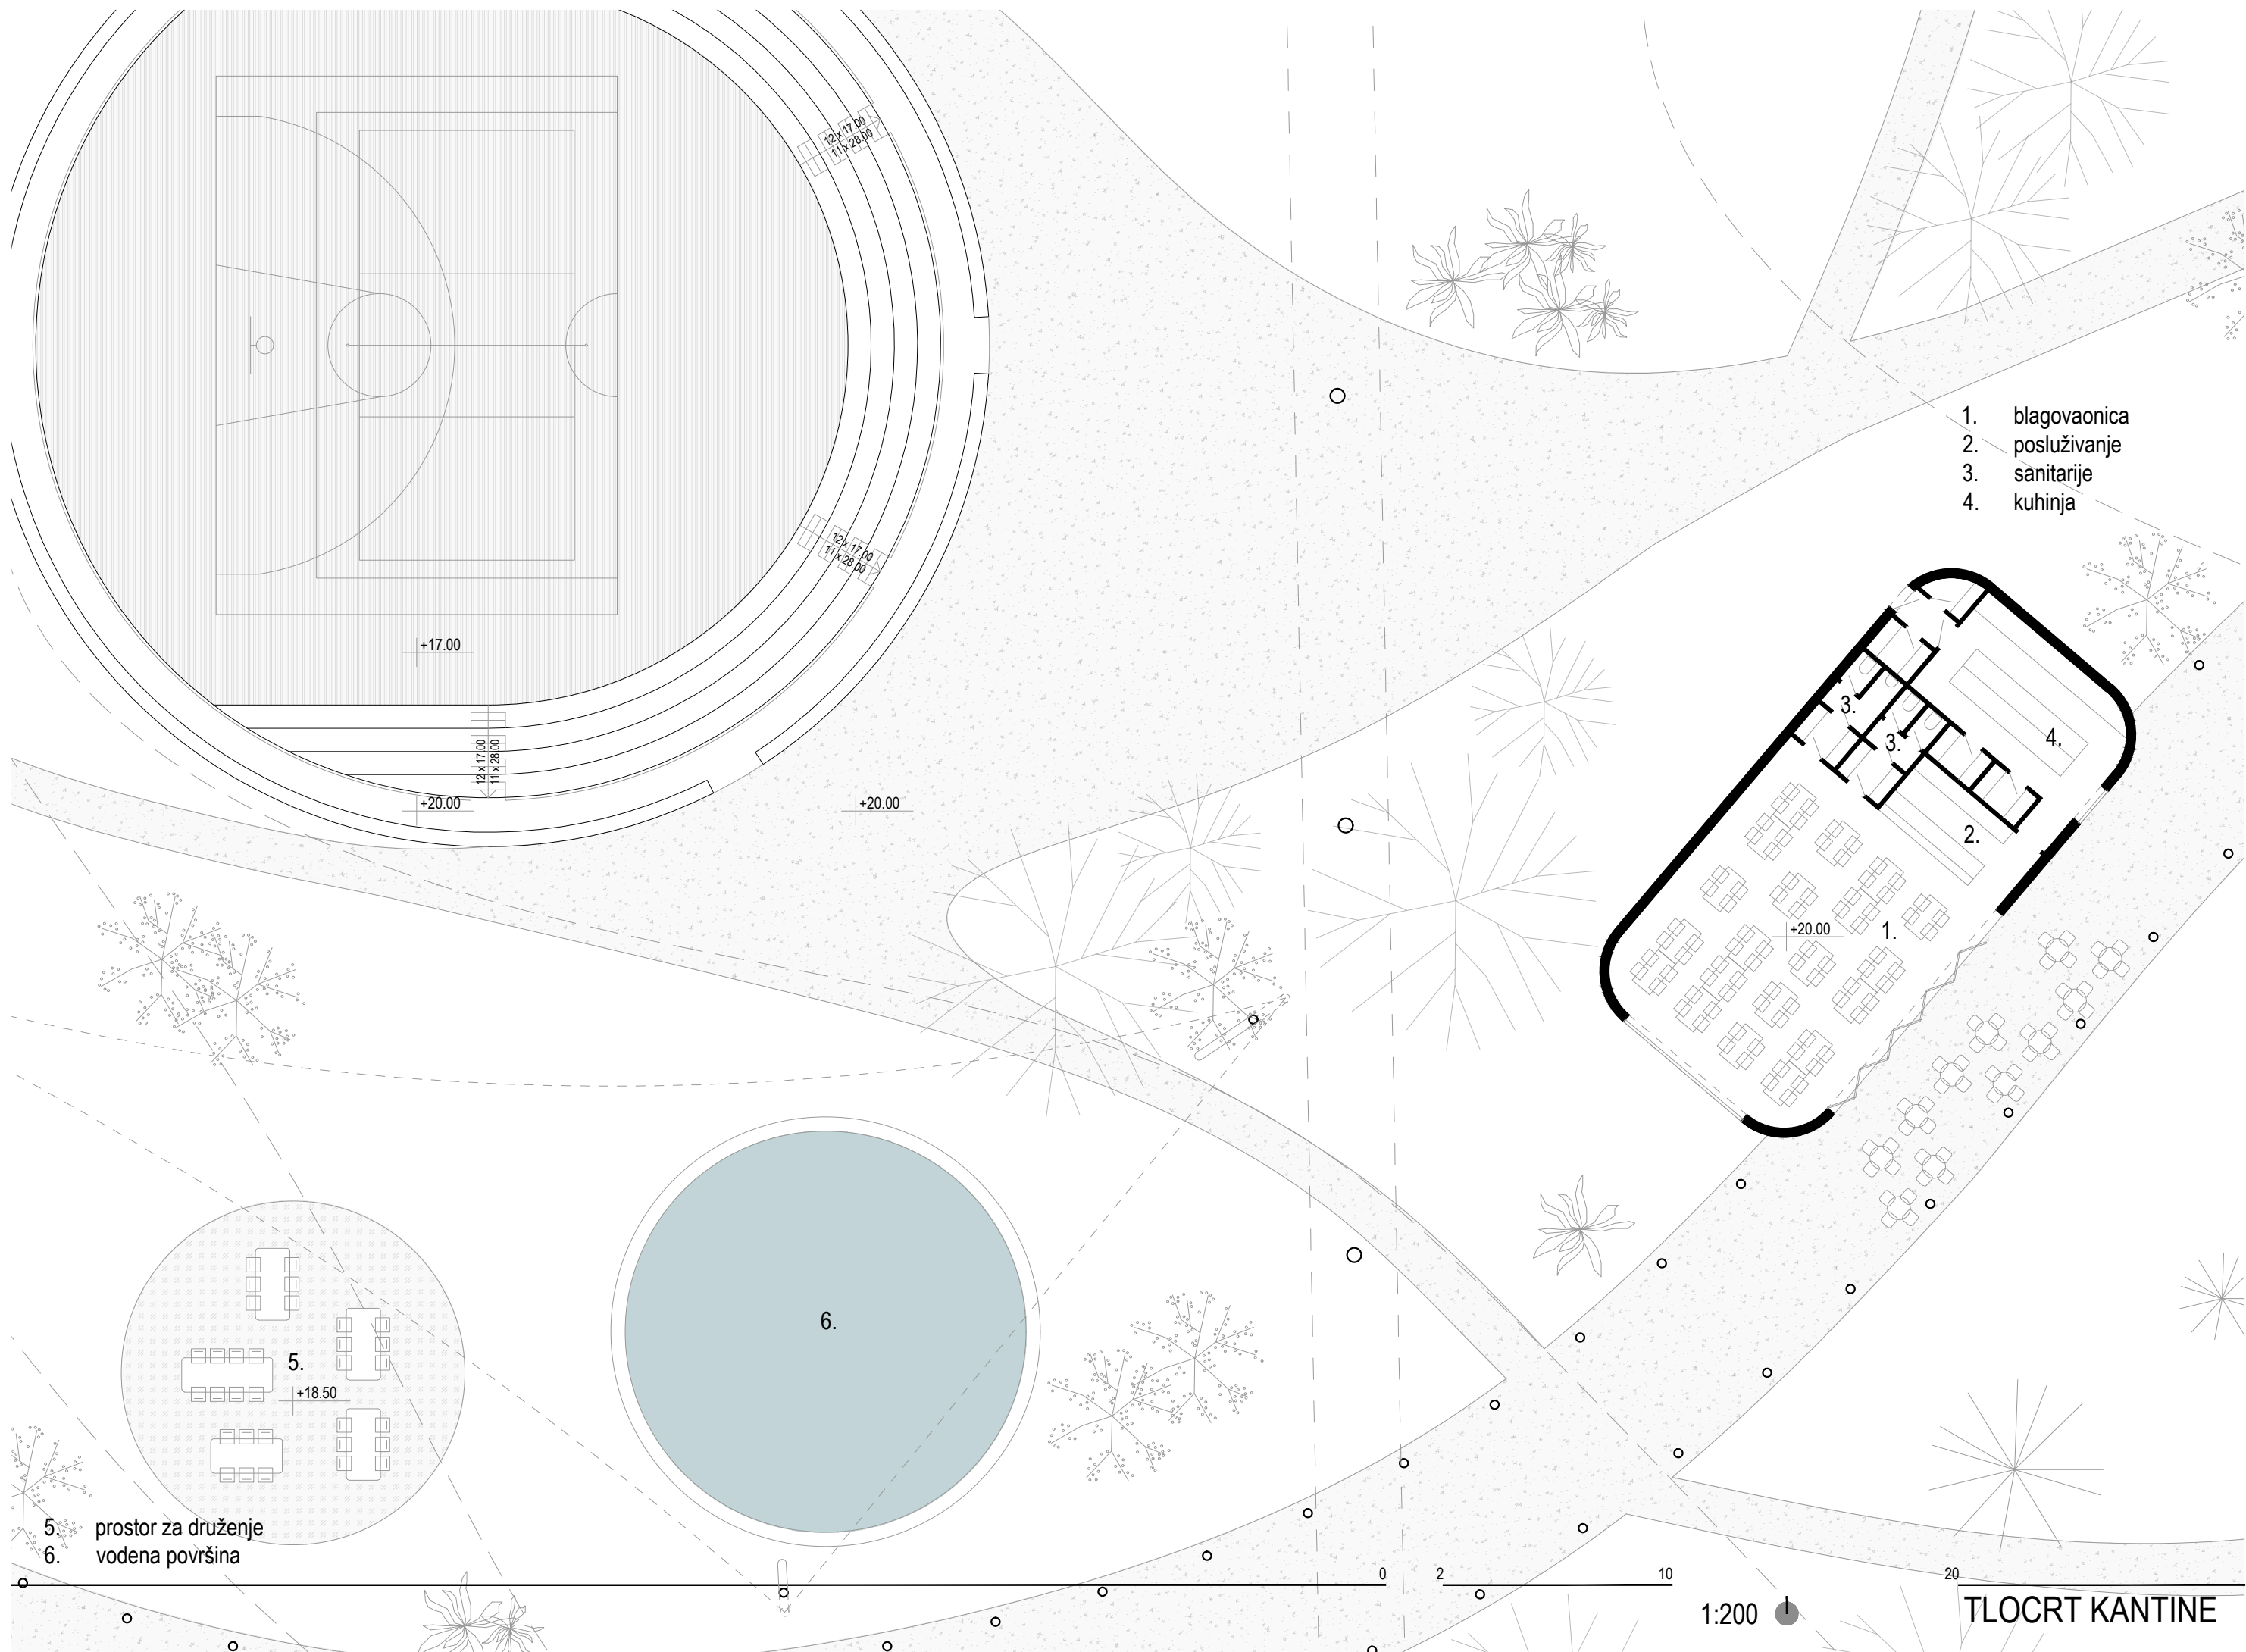 12 x 17.00
11 x 28.00
1. blagovaonica
2. posluživanje
3. sanitarije
4. kuhinja
12 x 17.00
11 x 28.00
+17.00
3.
4.
3.
12 x 17.00
11 x 28.00
+20.00
+20.00
2.
+20.00
1.
6.
5.
+18.50
5. prostor za druženje
6. vodena površina
0 2 10 20
1:200
TLOCRT KANTINE